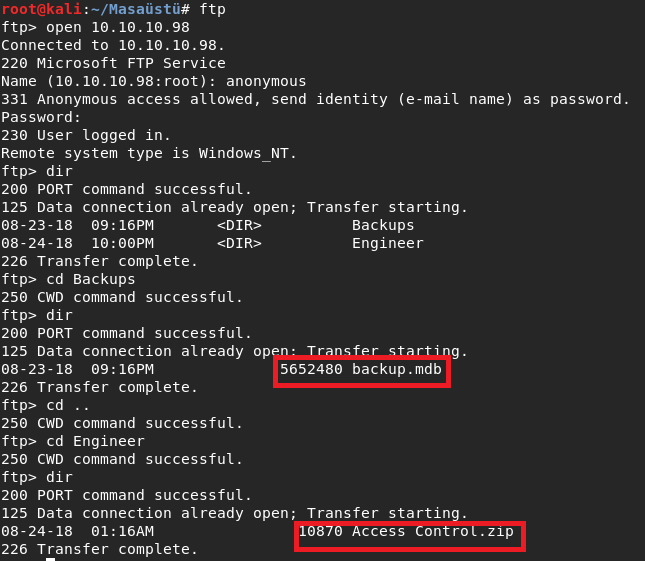 root@kali:~/Masaüstü# ftp
ftp> open 10.10.10.98
Connected to 10.10.10.98.
220 Microsoft FTP Service
Name (10.10.10.98:root): anonymous
331 Anonymous access allowed, send identity (e-mail name) as password.
Password:
230 User logged in.
Remote system type is Windows_NT.
ftp> dir
200 PORT command successful.
125 Data connection already open; Transfer starting.
08-23-18  09:16PM       <DIR>          Backups
08-24-18  10:00PM       <DIR>          Engineer
226 Transfer complete.
ftp> cd Backups
250 CWD command successful.
ftp> dir
200 PORT command successful.
125 Data connection already open; Transfer starting.
08-23-18  09:16PM              5652480 backup.mdb
226 Transfer complete.
ftp> cd ..
250 CWD command successful.
ftp> cd Engineer
250 CWD command successful.
ftp> dir
200 PORT command successful.
125 Data connection already open; Transfer starting.
08-24-18  01:16AM                10870 Access Control.zip
226 Transfer complete.